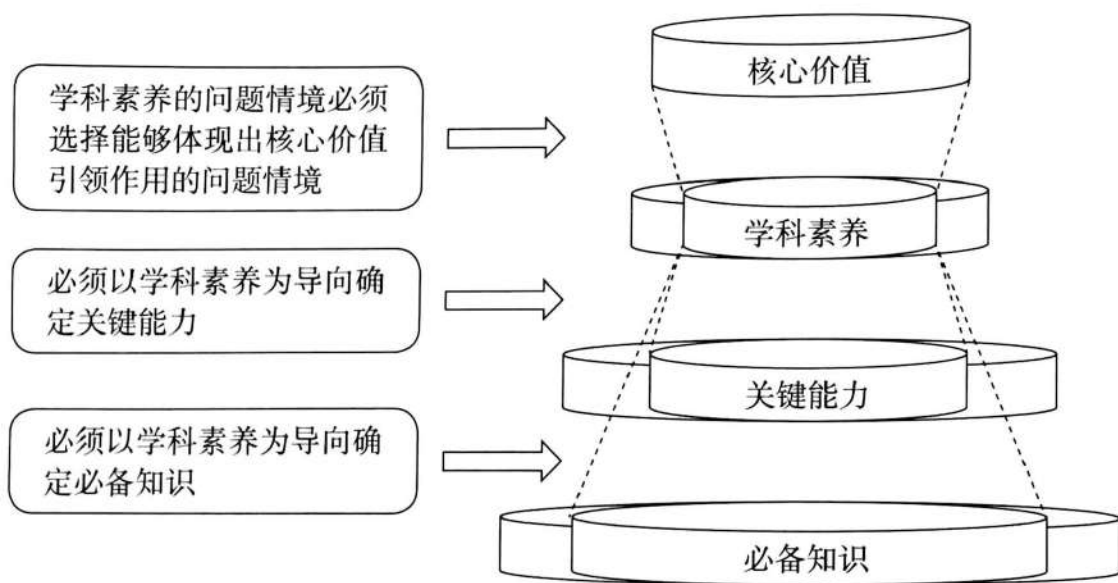 核心价值
学科素养的问题情境必须
选择能够体现出核心价值
引领作用的问题情境
学科素养
必须以学科素养为导向确
定关键能力
关键能力
必须以学科素养为导向确
定必备知识
必备知识